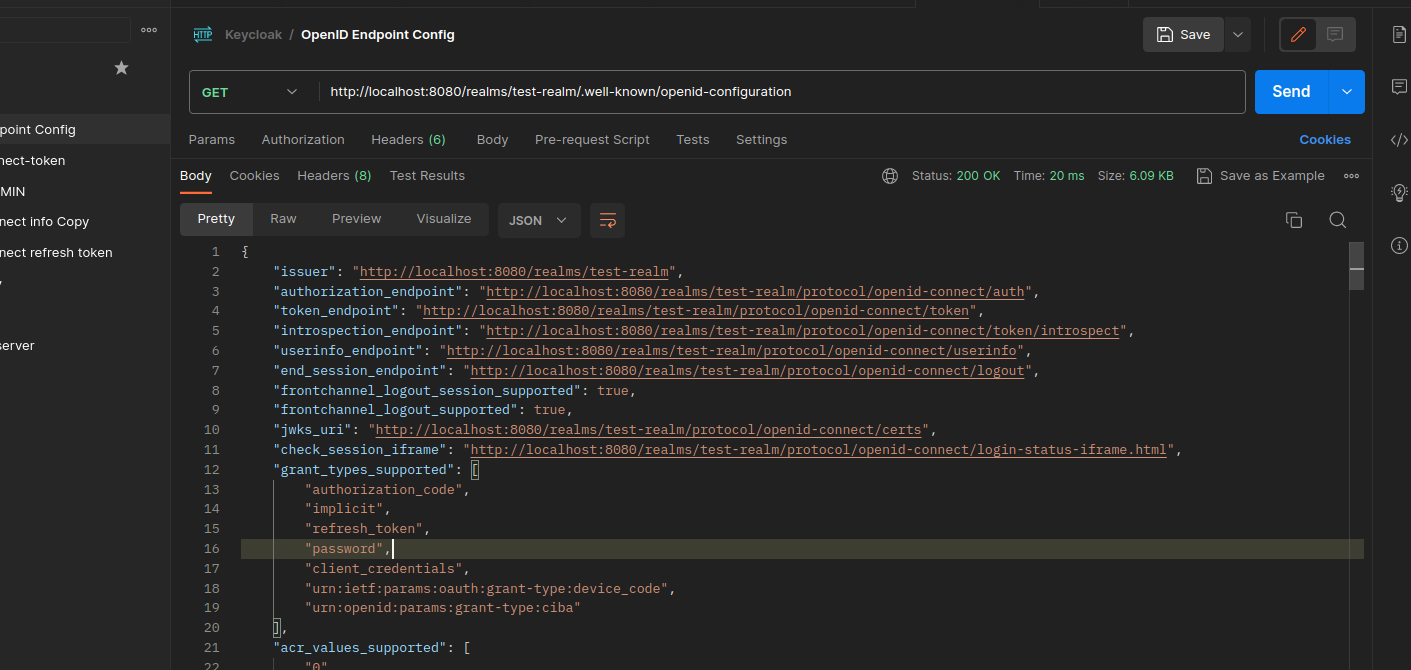 Keycloak / OpenID Endpoint Config
Save
point Config
nect-token
MIN
nect info Copy
nect refresh token
server
GET http://localhost:8080/realms/test-realm/.well-known/openid-configuration
Send
Params Authorization Headers (6) Body Pre-request Script Tests Settings Cookies
Body Cookies Headers (8) Test Results Status: 200 OK Time: 20 ms Size: 6.09 KB Save as Example
Pretty Raw Preview Visualize JSON
1 {
2 "issuer": "http://localhost:8080/realms/test-realm",
3 "authorization_endpoint": "http://localhost:8080/realms/test-realm/protocol/openid-connect/auth",
4 "token_endpoint": "http://localhost:8080/realms/test-realm/protocol/openid-connect/token",
5 "introspection_endpoint": "http://localhost:8080/realms/test-realm/protocol/openid-connect/token/introspect",
6 "userinfo_endpoint": "http://localhost:8080/realms/test-realm/protocol/openid-connect/userinfo",
7 "end_session_endpoint": "http://localhost:8080/realms/test-realm/protocol/openid-connect/logout",
8 "frontchannel_logout_session_supported": true,
9 "frontchannel_logout_supported": true,
10 "jwks_uri": "http://localhost:8080/realms/test-realm/protocol/openid-connect/certs",
11 "check_session_iframe": "http://localhost:8080/realms/test-realm/protocol/openid-connect/login-status-iframe.html",
12 "grant_types_supported": [
13 "authorization_code",
14 "implicit",
15 "refresh_token",
16 "password",
17 "client_credentials",
18 "urn:ietf:params:oauth:grant-type:device_code",
19 "urn:openid:params:grant-type:ciba"
20 ],
21 "acr_values_supported": [
22 "0"